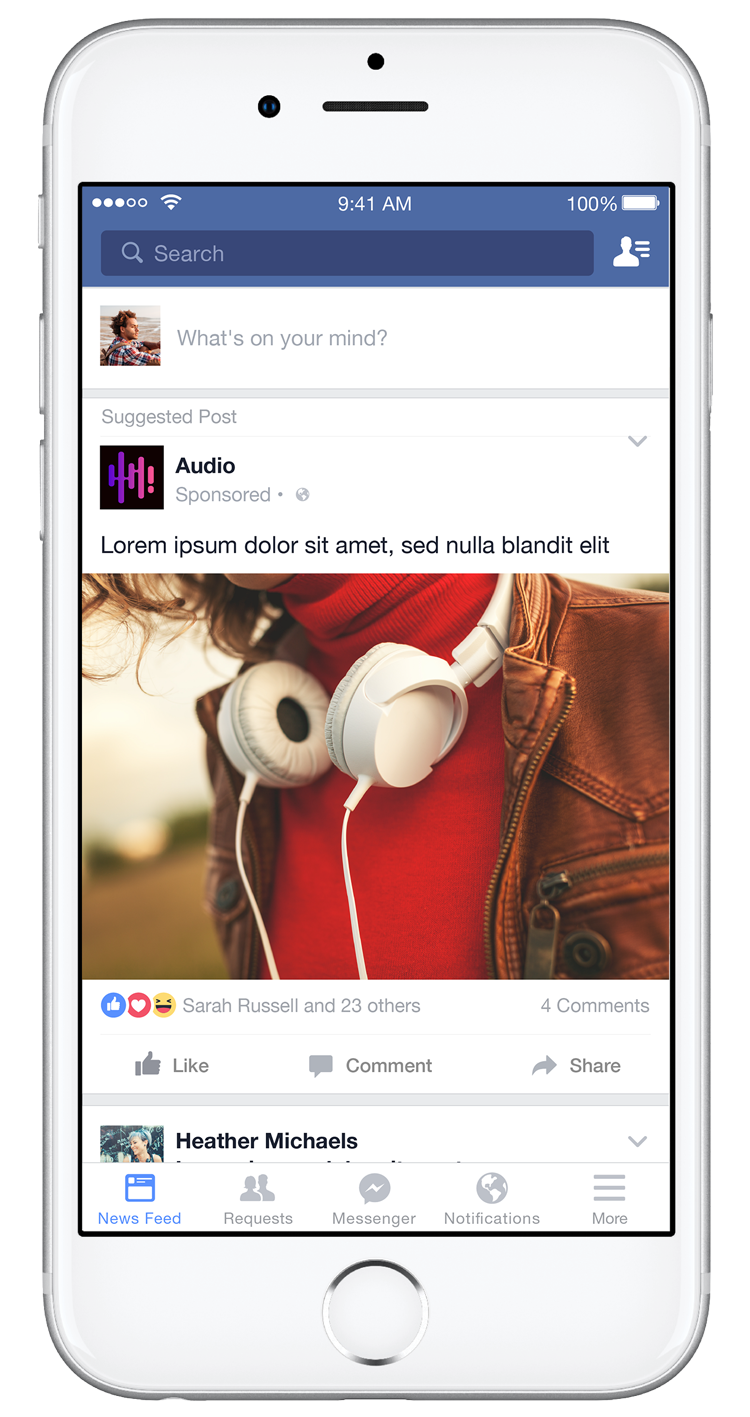 9:41 AM 100%
Search
What's on your mind?
Suggested Post
Audio
Sponsored •
Lorem ipsum dolor sit amet, sed nulla blandit elit
Sarah Russell and 23 others 4 Comments
Like Comment Share
Heather Michaels
News Feed Requests Messenger Notifications More